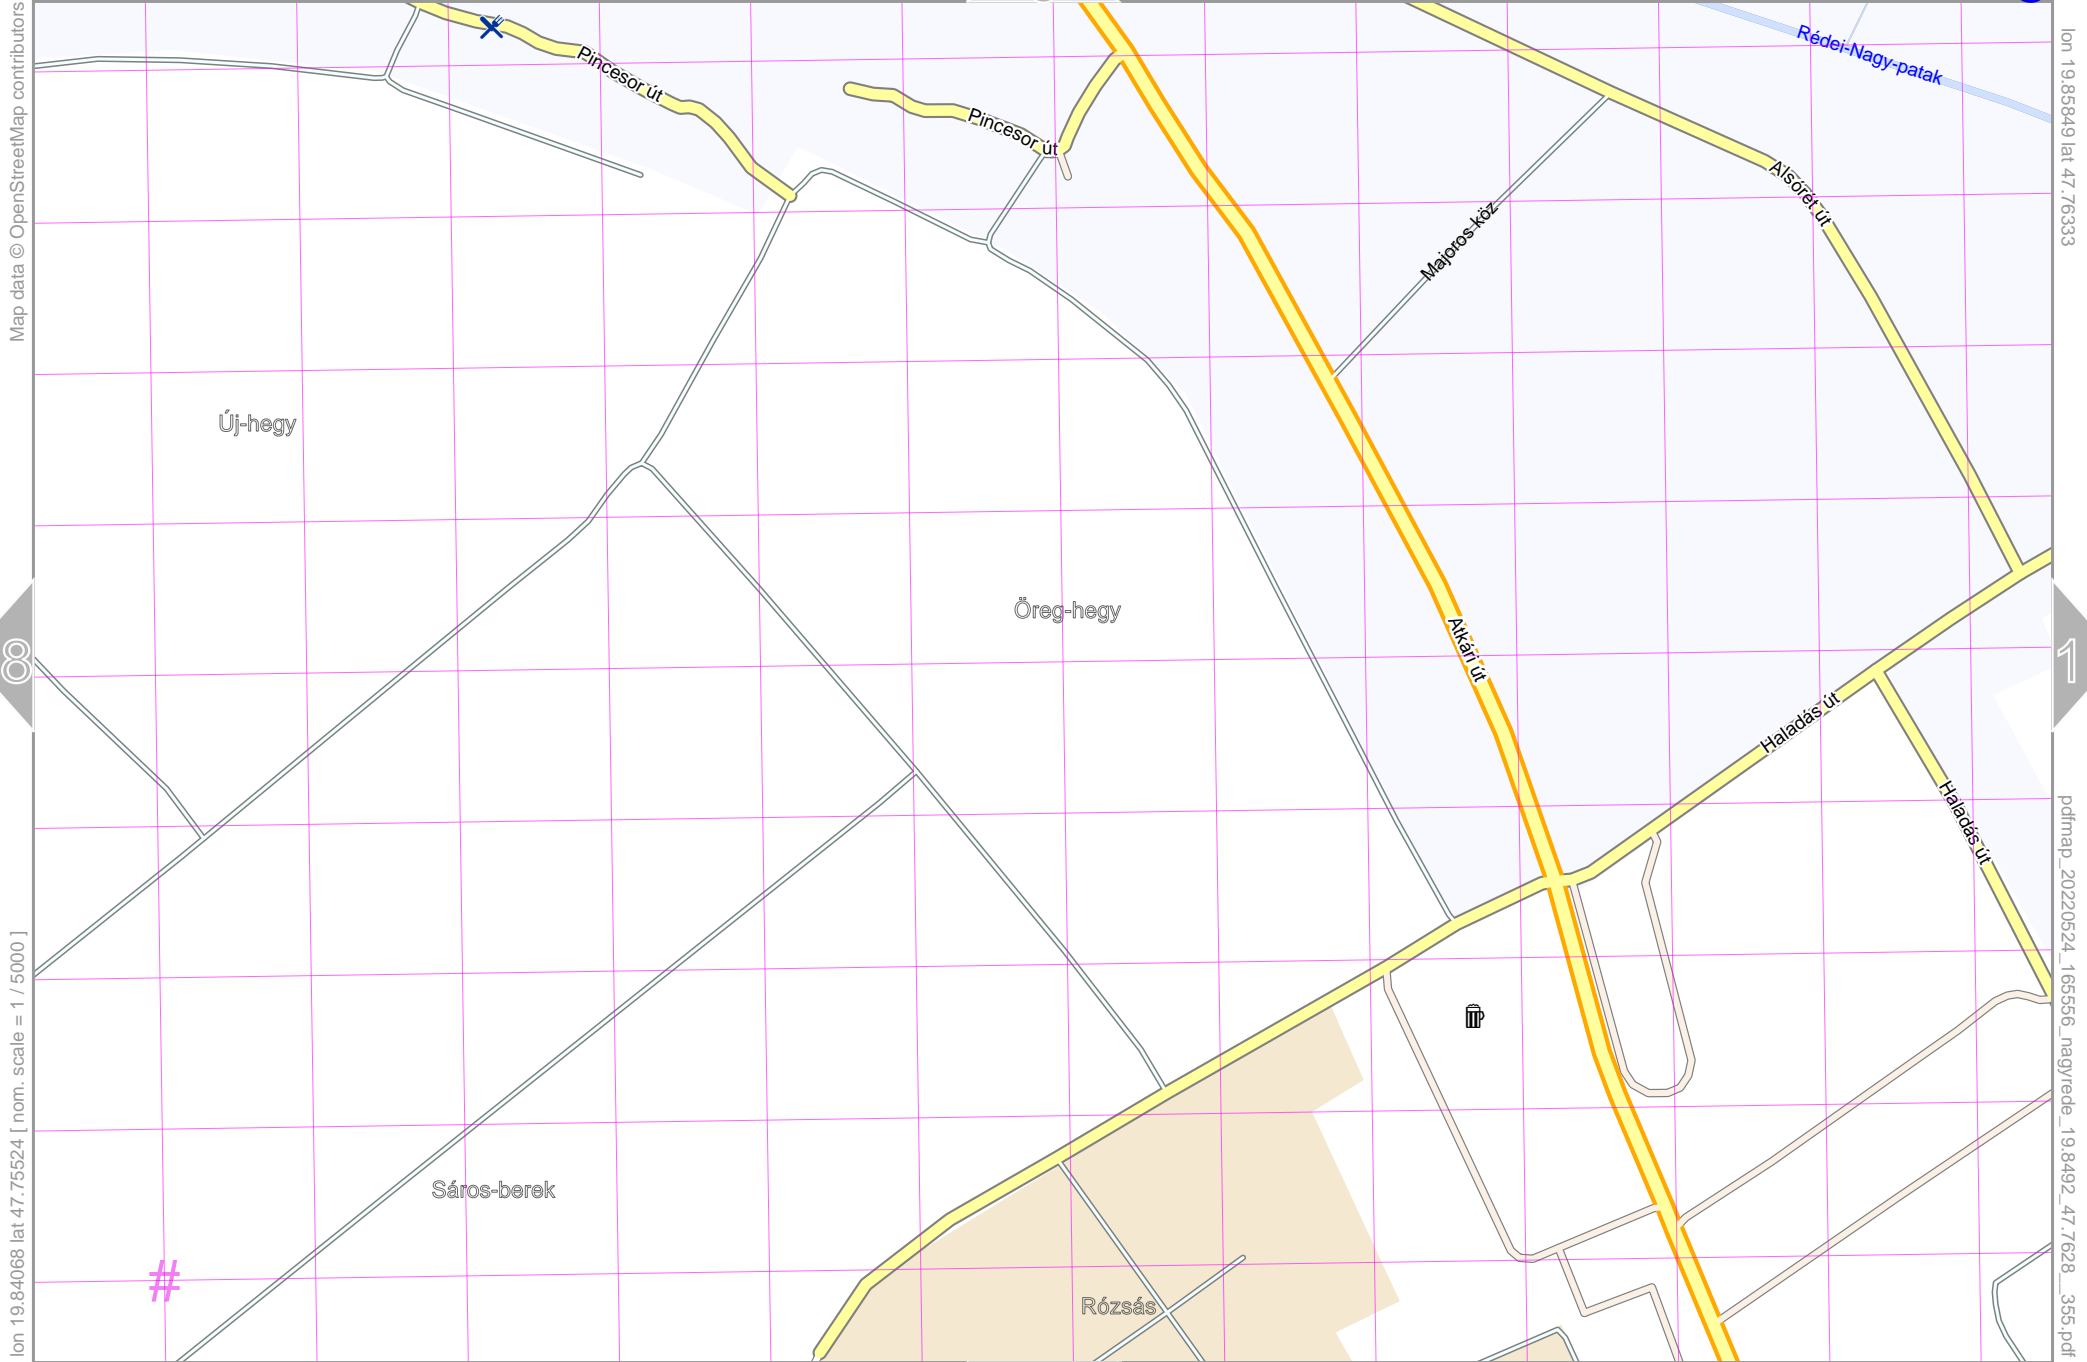 Map data © OpenStreetMap contributors
lon 19.84068 lat 47.75524 [ nom. scale = 1 / 5000 ]
lon 19.85849 lat 47.76333
pdfmap_20220524_165556_nagyrede_19.8492_47.7628__355.pdf
Rédei-Nagy-patak
Pincesor út
Pincesor út
Alsórét út
Majoros köz
Új-hegy
Öreg-hegy
Atkári út
8
1
Haladás út
Haladás út
Sáros-berek
#
Rózsás